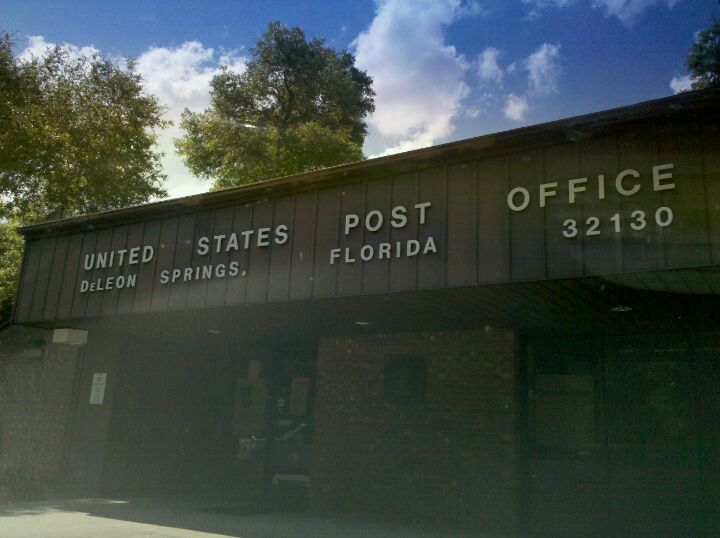 UNITED STATES POST OFFICE
DELEON SPRINGS, FLORIDA 32130